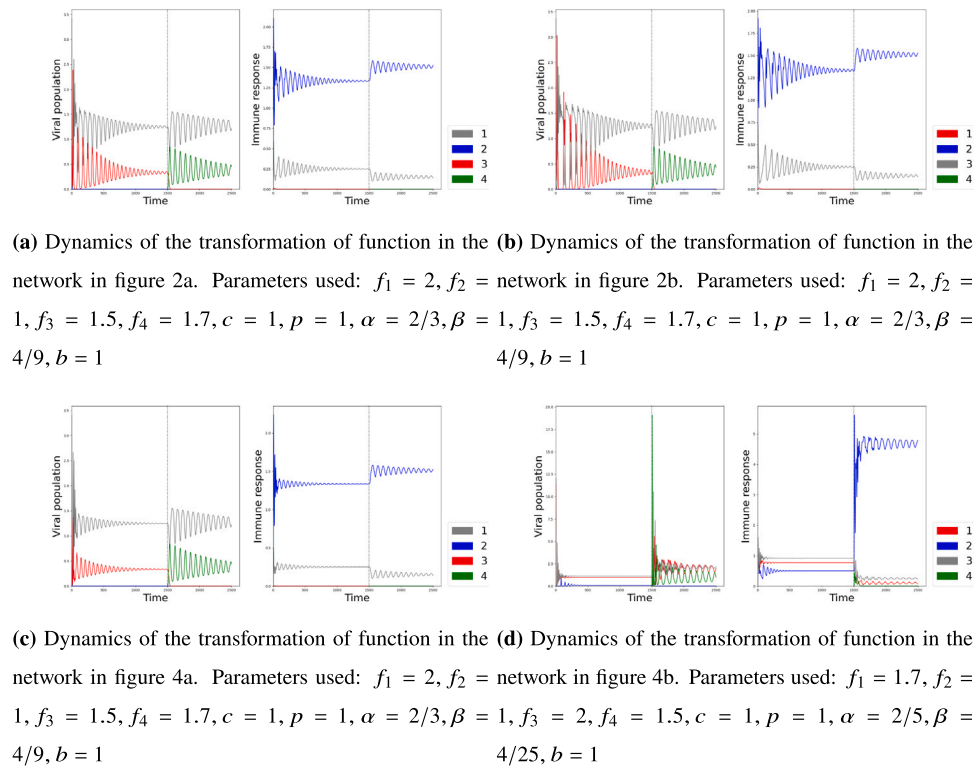 Viral population
Time
Immune response
Time
1
2
3
4
Viral population
Time
Immune response
Time
1
2
3
4
(a) Dynamics of the transformation of function in the
network in figure 2a. Parameters used: f₁ = 2, f₂ =
1, f₃ = 1.5, f₄ = 1.7, c = 1, p = 1, α = 2/3, β =
4/9, b = 1
(b) Dynamics of the transformation of function in the
network in figure 2b. Parameters used: f₁ = 2, f₂ =
1, f₃ = 1.5, f₄ = 1.7, c = 1, p = 1, α = 2/3, β =
4/9, b = 1
Viral population
Time
Immune response
Time
1
2
3
4
Viral population
Time
Immune response
Time
1
2
3
4
(c) Dynamics of the transformation of function in the
network in figure 4a. Parameters used: f₁ = 2, f₂ =
1, f₃ = 1.5, f₄ = 1.7, c = 1, p = 1, α = 2/3, β =
4/9, b = 1
(d) Dynamics of the transformation of function in the
network in figure 4b. Parameters used: f₁ = 1.7, f₂ =
1, f₃ = 2, f₄ = 1.5, c = 1, p = 1, α = 2/5, β =
4/25, b = 1